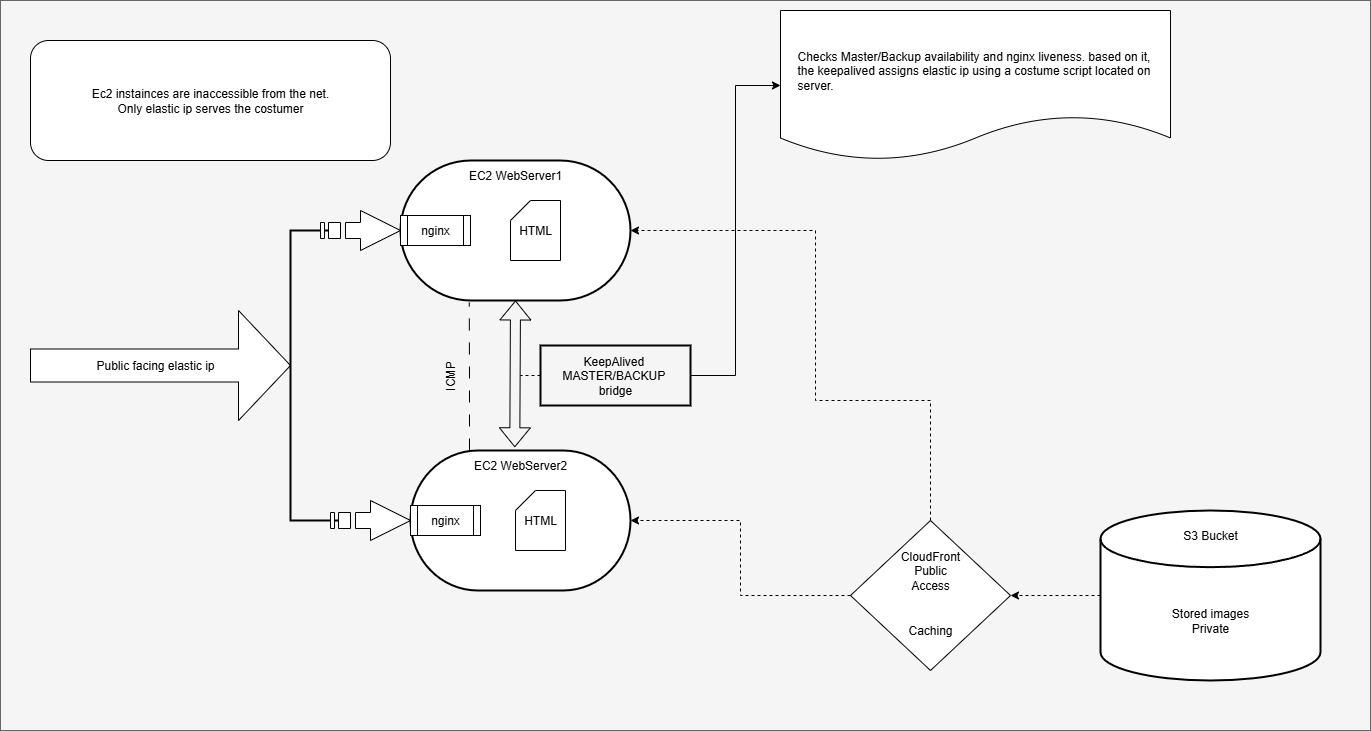 Ec2 instainces are inaccessible from the net.
Only elastic ip serves the costumer
Checks Master/Backup availability and nginx liveness. based on it,
the keepalived assigns elastic ip using a costume script located on
server.
EC2 WebServer1
nginx
HTML
Public facing elastic ip
ICMP
KeepAlived
MASTER/BACKUP
bridge
EC2 WebServer2
nginx
HTML
CloudFront
Public
Access
Caching
S3 Bucket
Stored images
Private